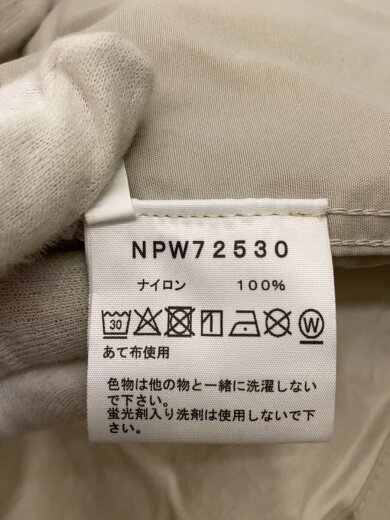 NPW72530
ナイロン 100%
30 W
あて布使用
色物は他の物と一緒に洗濯しない
で下さい。
蛍光剤入り洗剤は使用しないで下
さい。